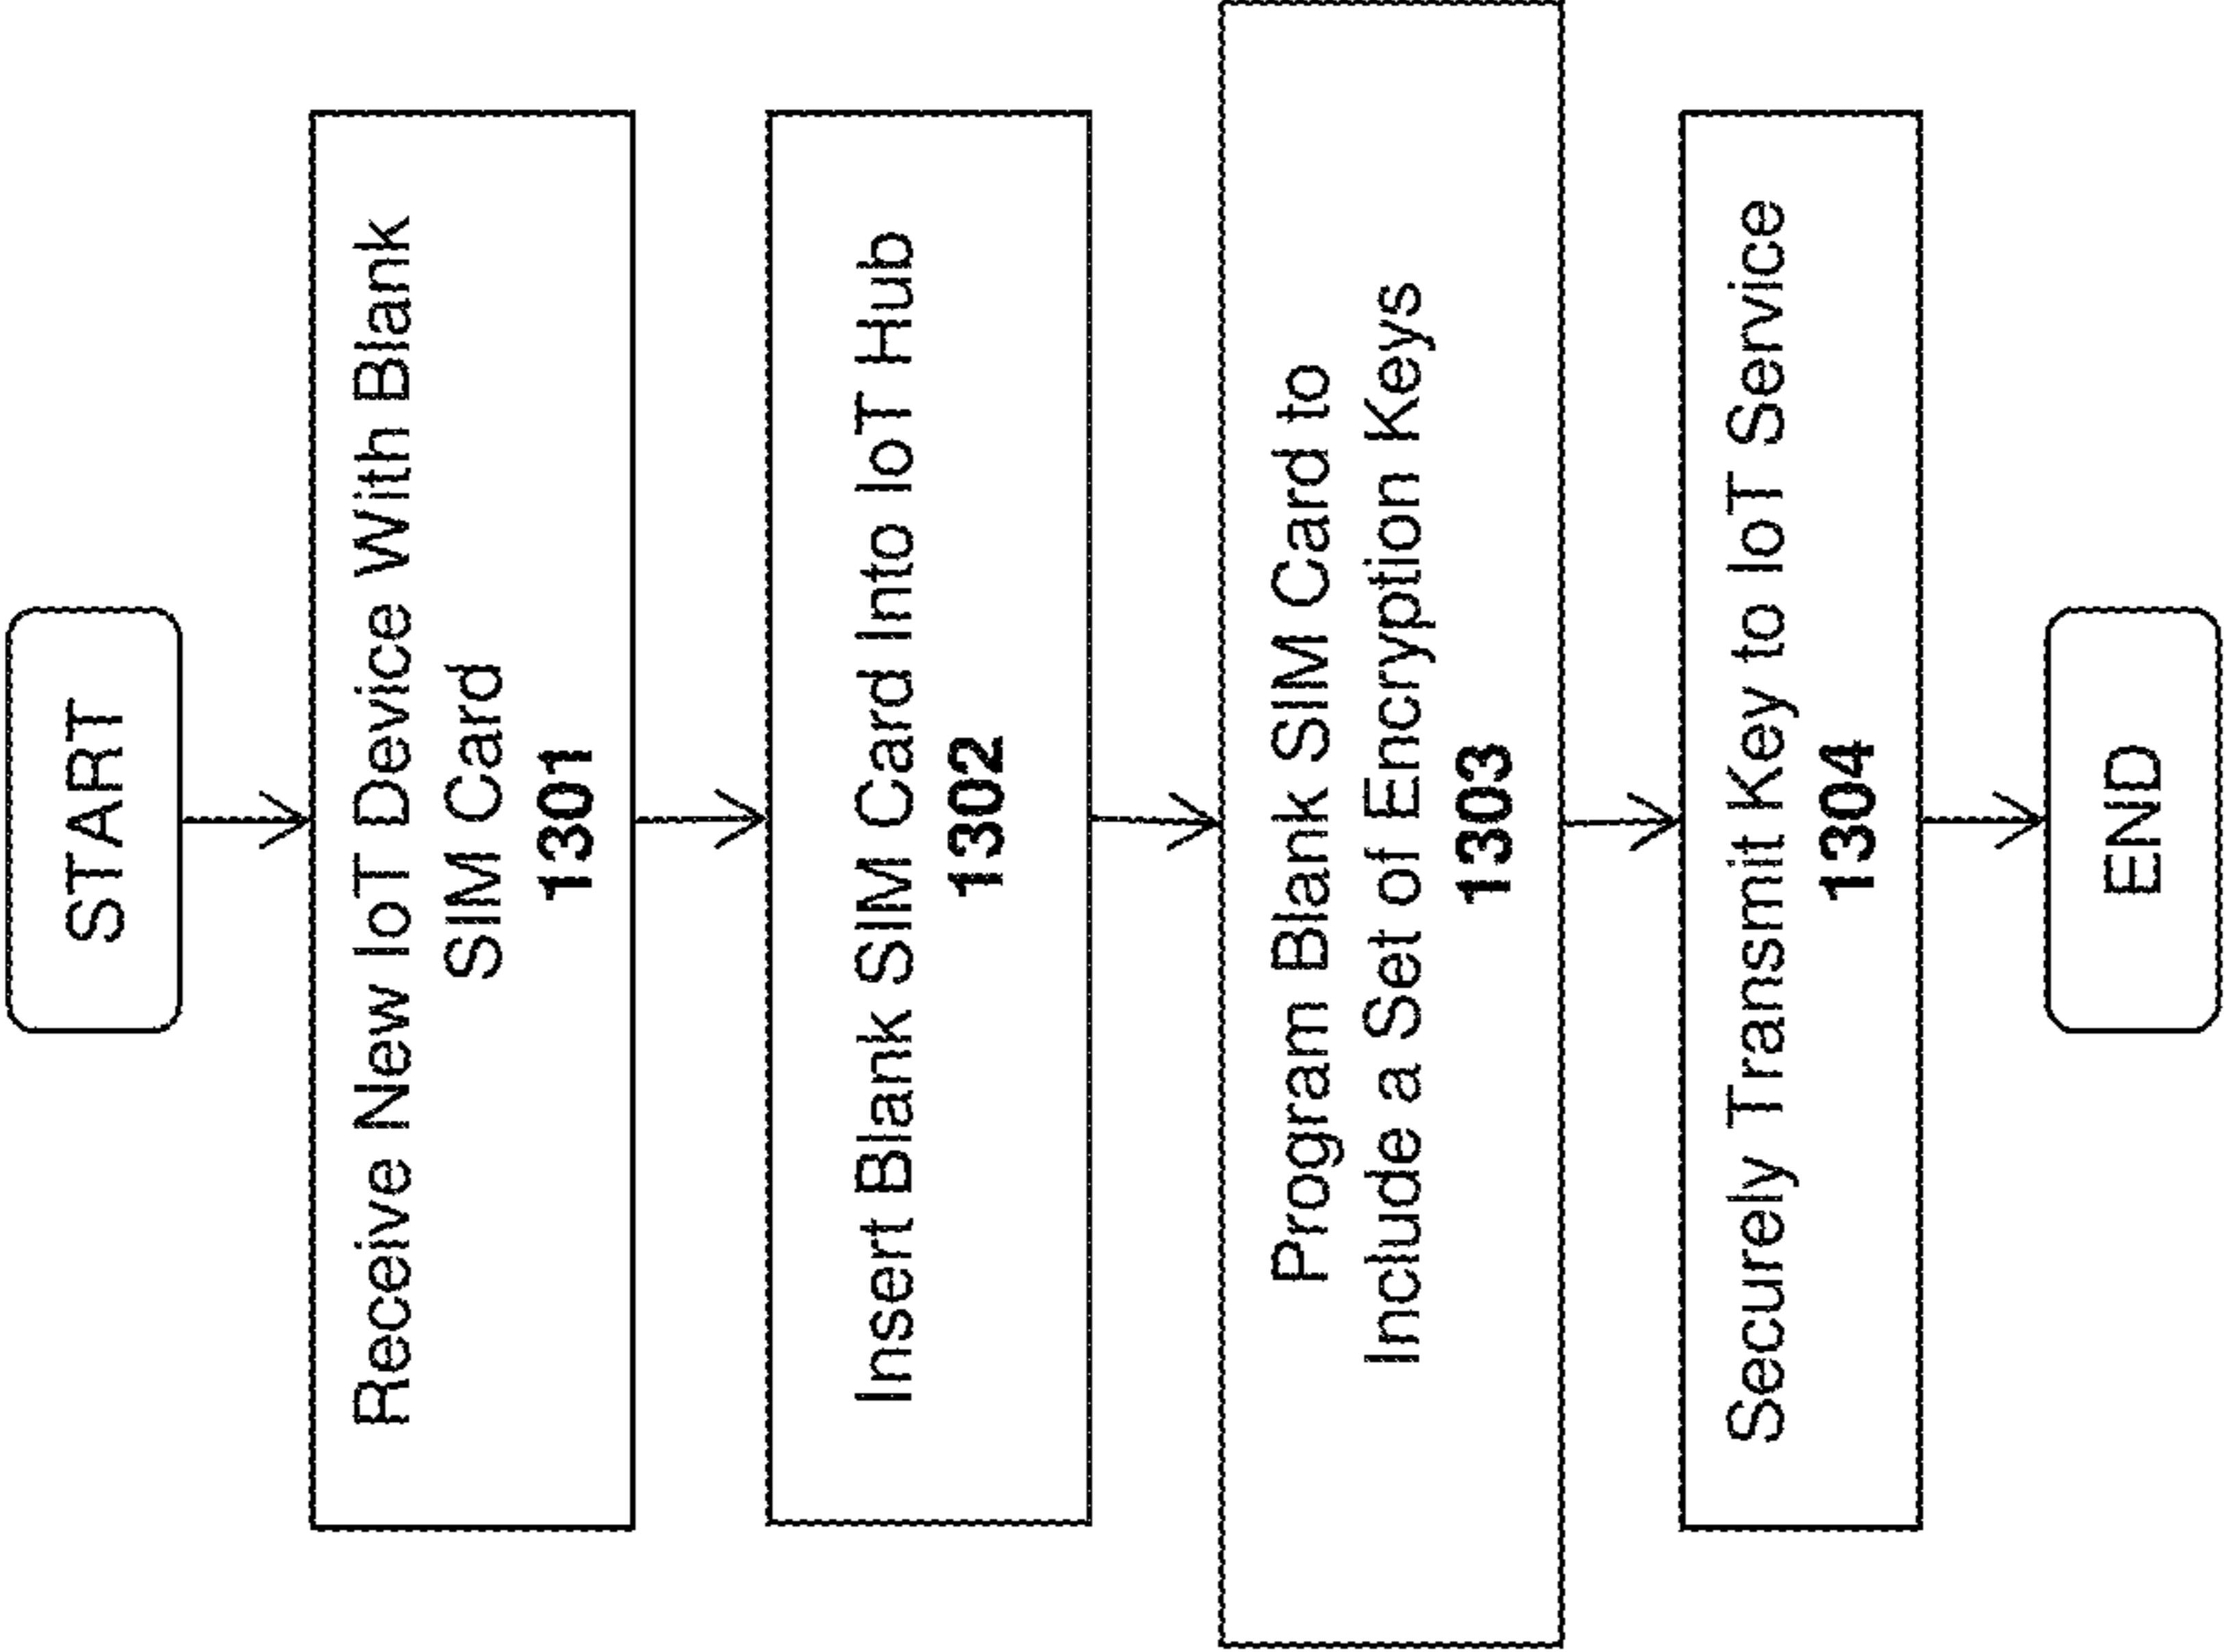 START
Receive New IoT Device With Blank
SIM Card
1301
Insert Blank SIM Card Into IoT Hub
1302
Program Blank SIM Card to
Include a Set of Encryption Keys
1303
Securely Transmit Key to IoT Service
1304
END